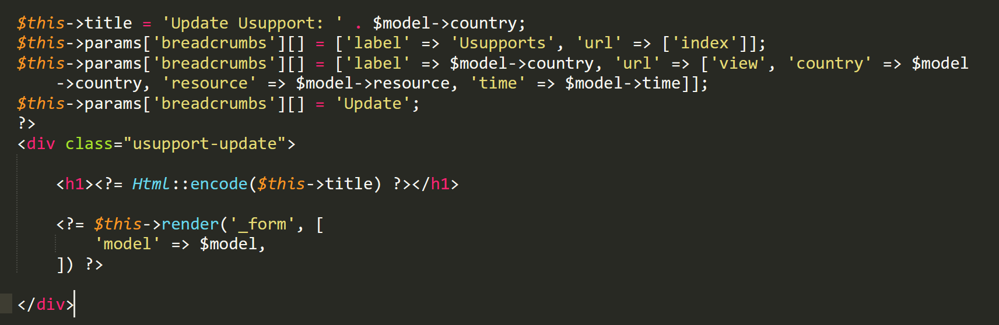 $this->title = 'Update Usupport: ' . $model->country;
$this->params['breadcrumbs'][] = ['label' => 'Usupports', 'url' => ['index']];
$this->params['breadcrumbs'][] = ['label' => $model->country, 'url' => ['view', 'country' => $model
->country, 'resource' => $model->resource, 'time' => $model->time]];
$this->params['breadcrumbs'][] = 'Update';
?>
<div class="usupport-update">
<h1><?= Html::encode($this->title) ?></h1>
<?= $this->render('_form', [
'model' => $model,
]) ?>
</div>